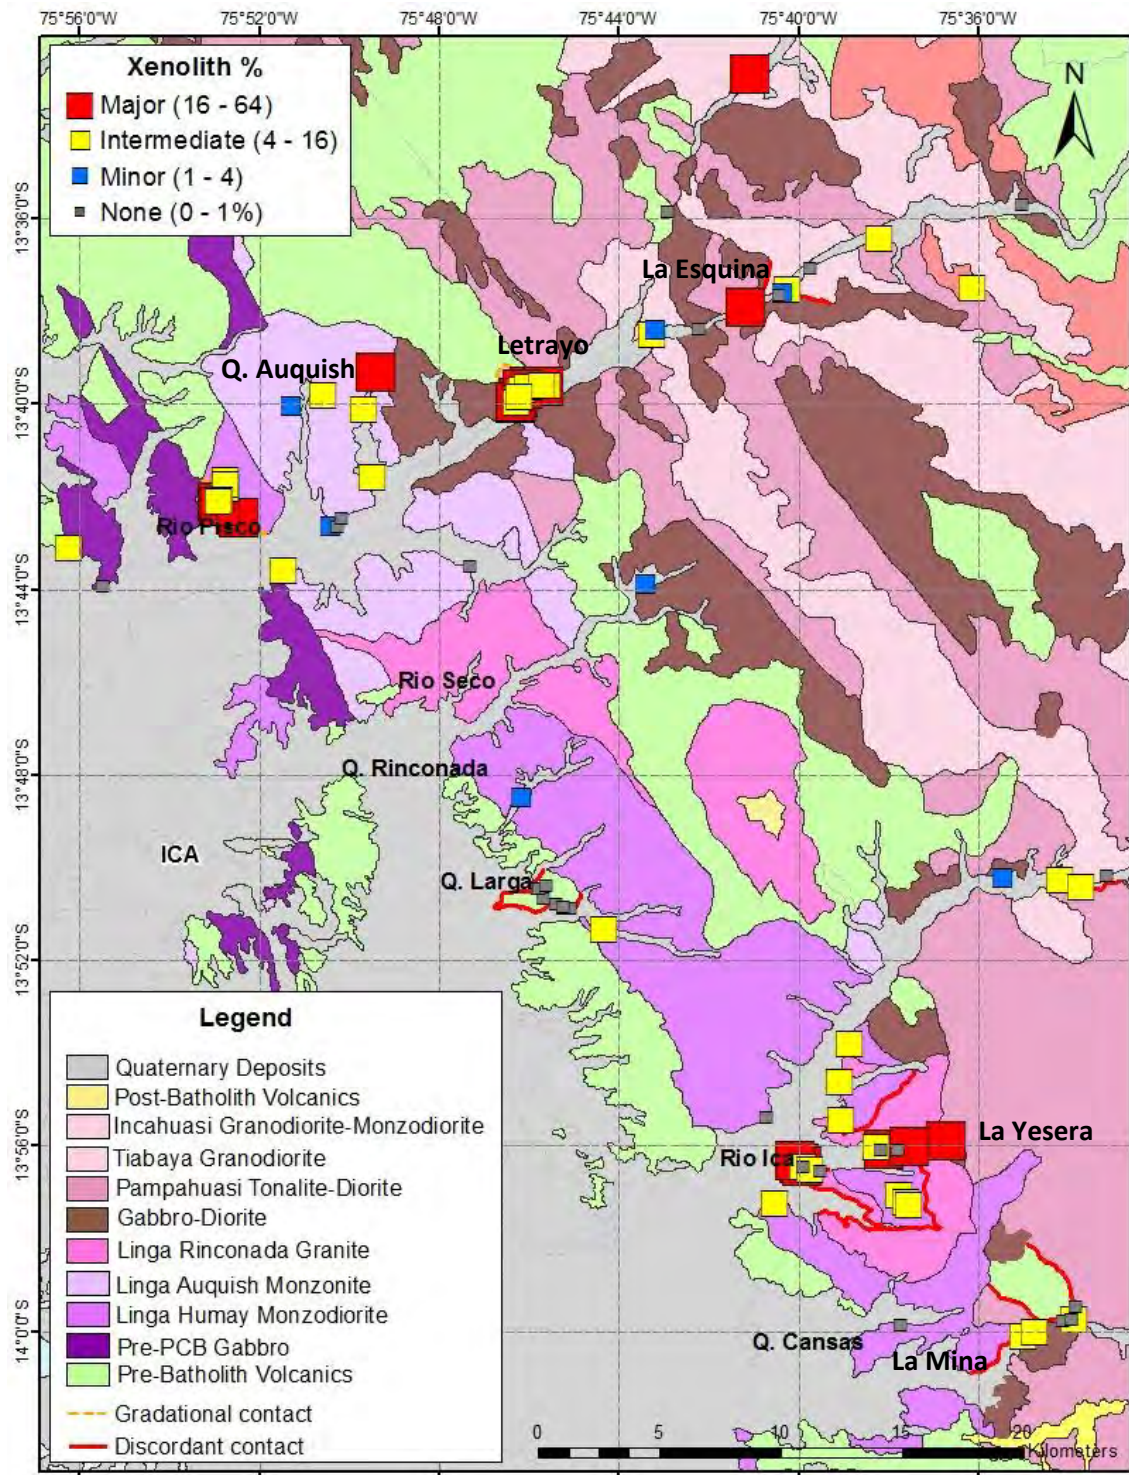 75°56'0"W 75°52'0"W 75°48'0"W 75°44'0"W 75°40'0"W 75°36'0"W
Xenolith %
Major (16 - 64)
Intermediate (4 - 16)
Minor (1 - 4)
None (0 - 1%)
N
13°36'0"S
La Esquina
Letrayo
Q. Auquish
13°40'0"S
Rio Pisco
13°44'0"S
Rio Seco
Q. Rinconada
13°48'0"S
ICA
Q. Larga
13°52'0"S
Legend
Quaternary Deposits
Post-Batholith Volcanics
Incahuasi Granodiorite-Monzodiorite
Tiabaya Granodiorite
Pampahuasi Tonalite-Diorite
Gabbro-Diorite
Linga Rinconada Granite
Linga Auquish Monzonite
Linga Humay Monzodiorite
Pre-PCB Gabbro
Pre-Batholith Volcanics
Gradational contact
Discordant contact
La Yesera
13°56'0"S
Rio Ica
14°0'0"S
Q. Cansas
La Mina
0 5 10 15 20
Kilometers